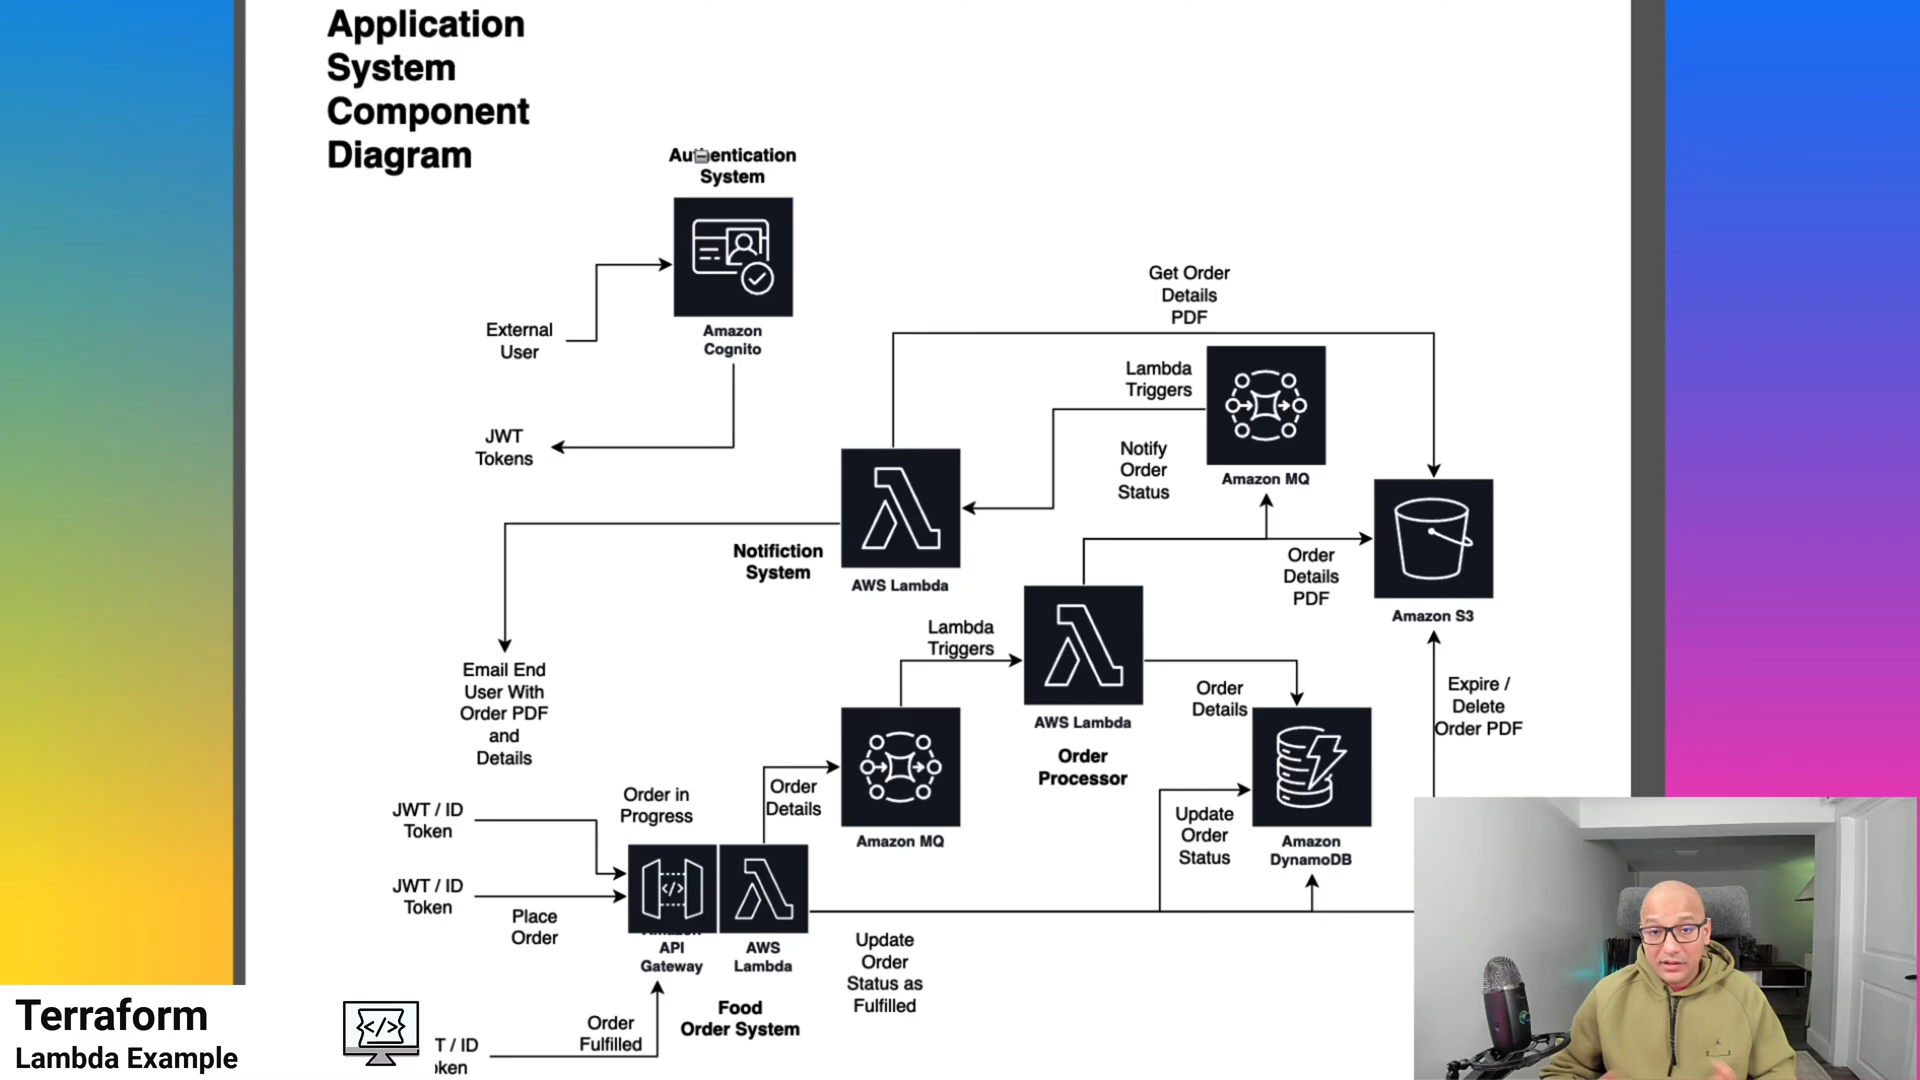 Application
System
Component
Diagram
Au entication
System
Amazon
Cognito
External
User
JWT
Tokens
Get Order
Details
PDF
Lambda
Triggers
Notify
Order
Status
Amazon MQ
Notifiction
System
AWS Lambda
Order
Details
PDF
Amazon S3
Email End
User With
Order PDF
and
Details
Lambda
Triggers
AWS Lambda
Order
Processor
Order
Details
Expire /
Delete
Order PDF
JWT / ID
Token
Order in
Progress
Order
Details
Amazon MQ
Update
Order
Status
Amazon
DynamoDB
JWT / ID
Token
Place
Order
</>
API
Gateway
AWS
Lambda
Update
Order
Status as
Fulfilled
Food
Order System
Order
Fulfilled
T / ID
ken
Terraform
Lambda Example
</>